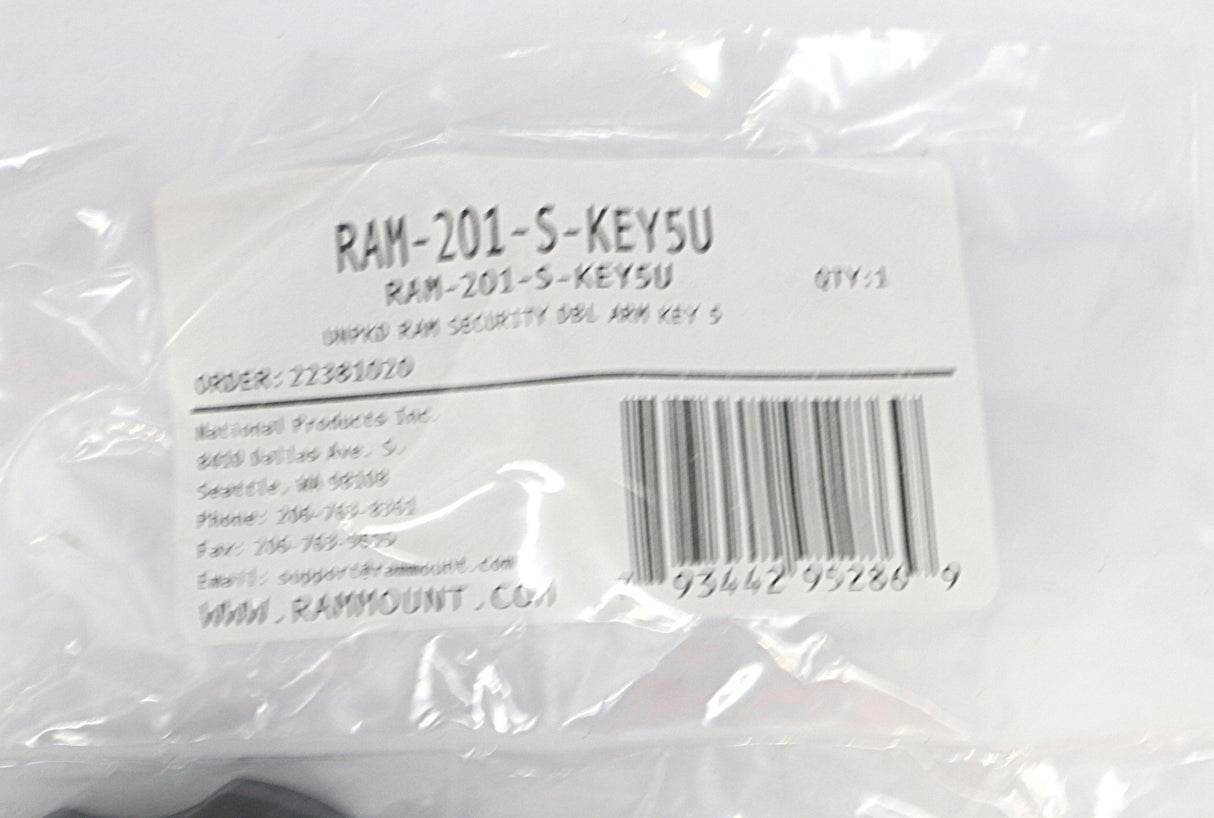 RAM-201-S-KEY5U
RAM-201-S-KEY5U QTY:1
UNPKD RAM SECURITY DBL ARM KEY 5
ORDER: 22381020
National Products Inc.
8410 Dallas Ave. S.
Seattle, WA 98108
Phone: 206-763-8361
Fax: 206-763-9615
Email: support@rammount.com
WWW.RAMMOUNT.COM
93442 95286 9